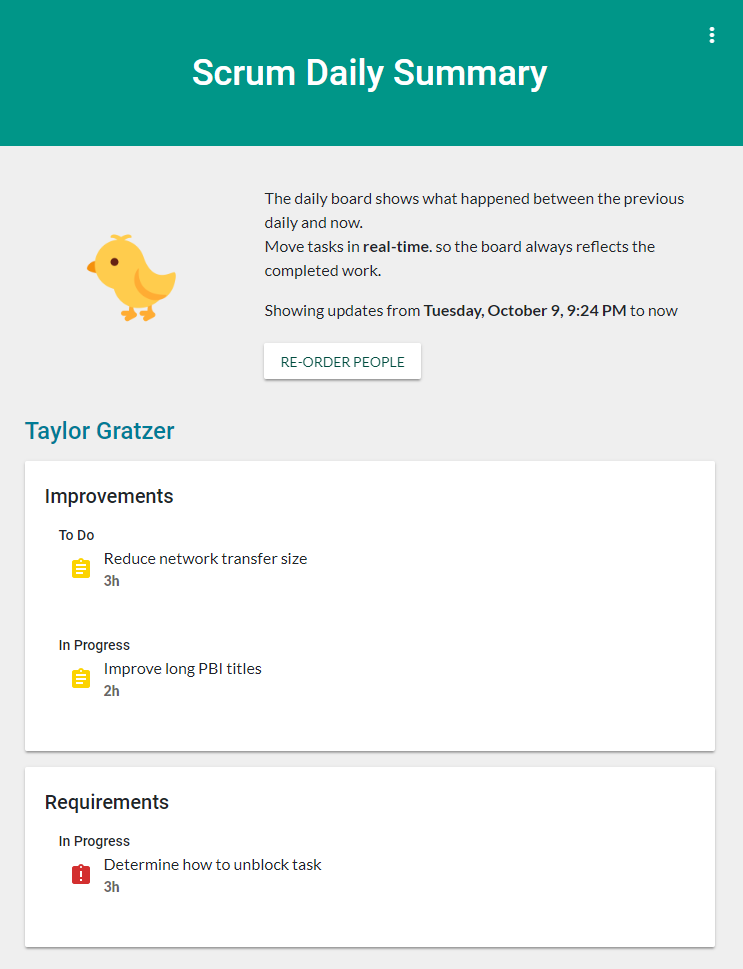 Scrum Daily Summary
The daily board shows what happened between the previous
daily and now.
Move tasks in real-time. so the board always reflects the
completed work.
Showing updates from Tuesday, October 9, 9:24 PM to now
RE-ORDER PEOPLE
Taylor Gratzer
Improvements
To Do
Reduce network transfer size
3h
In Progress
Improve long PBI titles
2h
Requirements
In Progress
Determine how to unblock task
3h